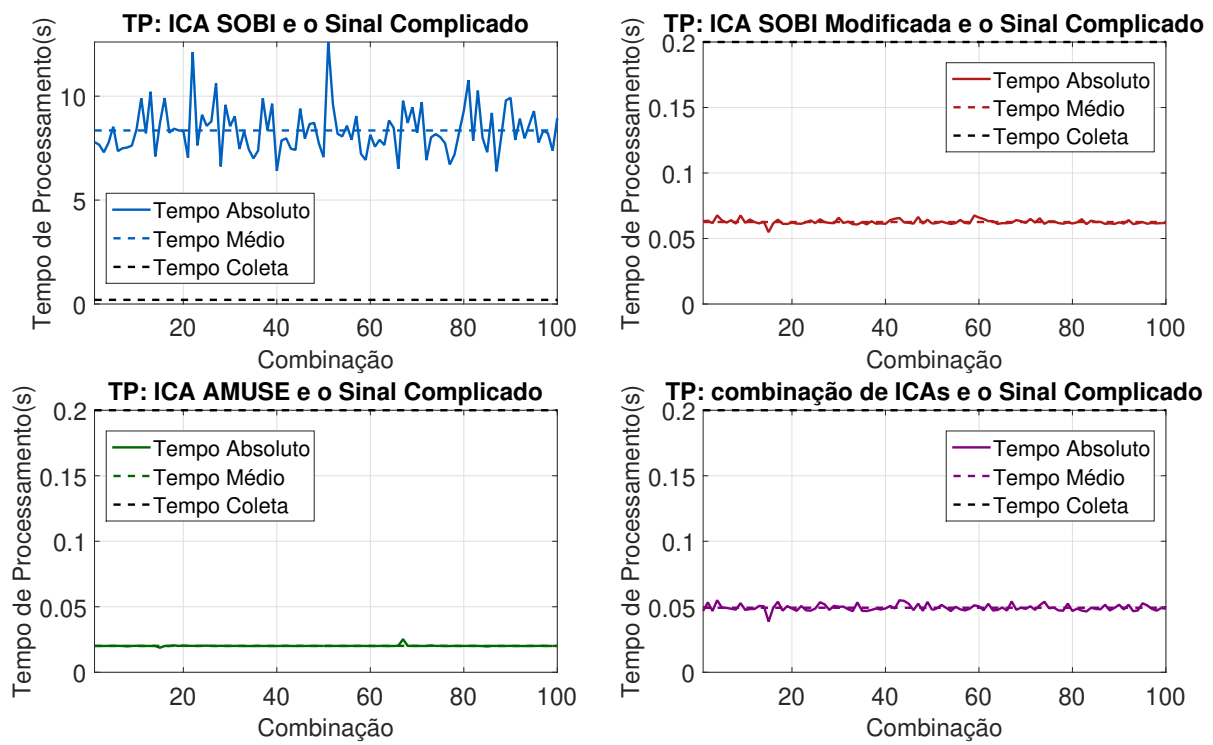 TP: ICA SOBI e o Sinal Complicado
Tempo de Processamento(s)
10
5
0
Tempo Absoluto
Tempo Médio
Tempo Coleta
20
40
60
80
100
Combinação
TP: ICA SOBI Modificada e o Sinal Complicado
Tempo de Processamento(s)
0.2
0.15
0.1
0.05
0
Tempo Absoluto
Tempo Médio
Tempo Coleta
20
40
60
80
100
Combinação
TP: ICA AMUSE e o Sinal Complicado
Tempo de Processamento(s)
0.2
0.15
0.1
0.05
0
Tempo Absoluto
Tempo Médio
Tempo Coleta
20
40
60
80
100
Combinação
TP: combinação de ICAs e o Sinal Complicado
Tempo de Processamento(s)
0.2
0.15
0.1
0.05
0
Tempo Absoluto
Tempo Médio
Tempo Coleta
20
40
60
80
100
Combinação